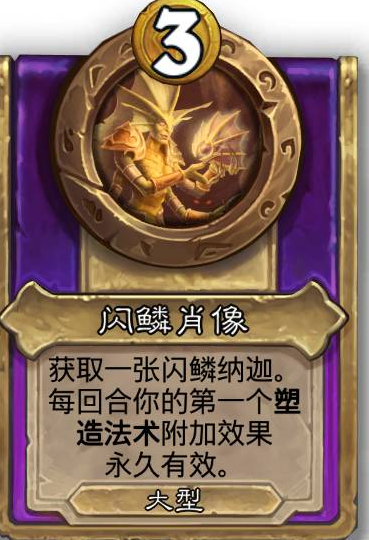 3
闪鳞肖像
获取一张闪鳞纳迦。
每回合你的第一个塑
造法术附加效果
永久有效。
大型